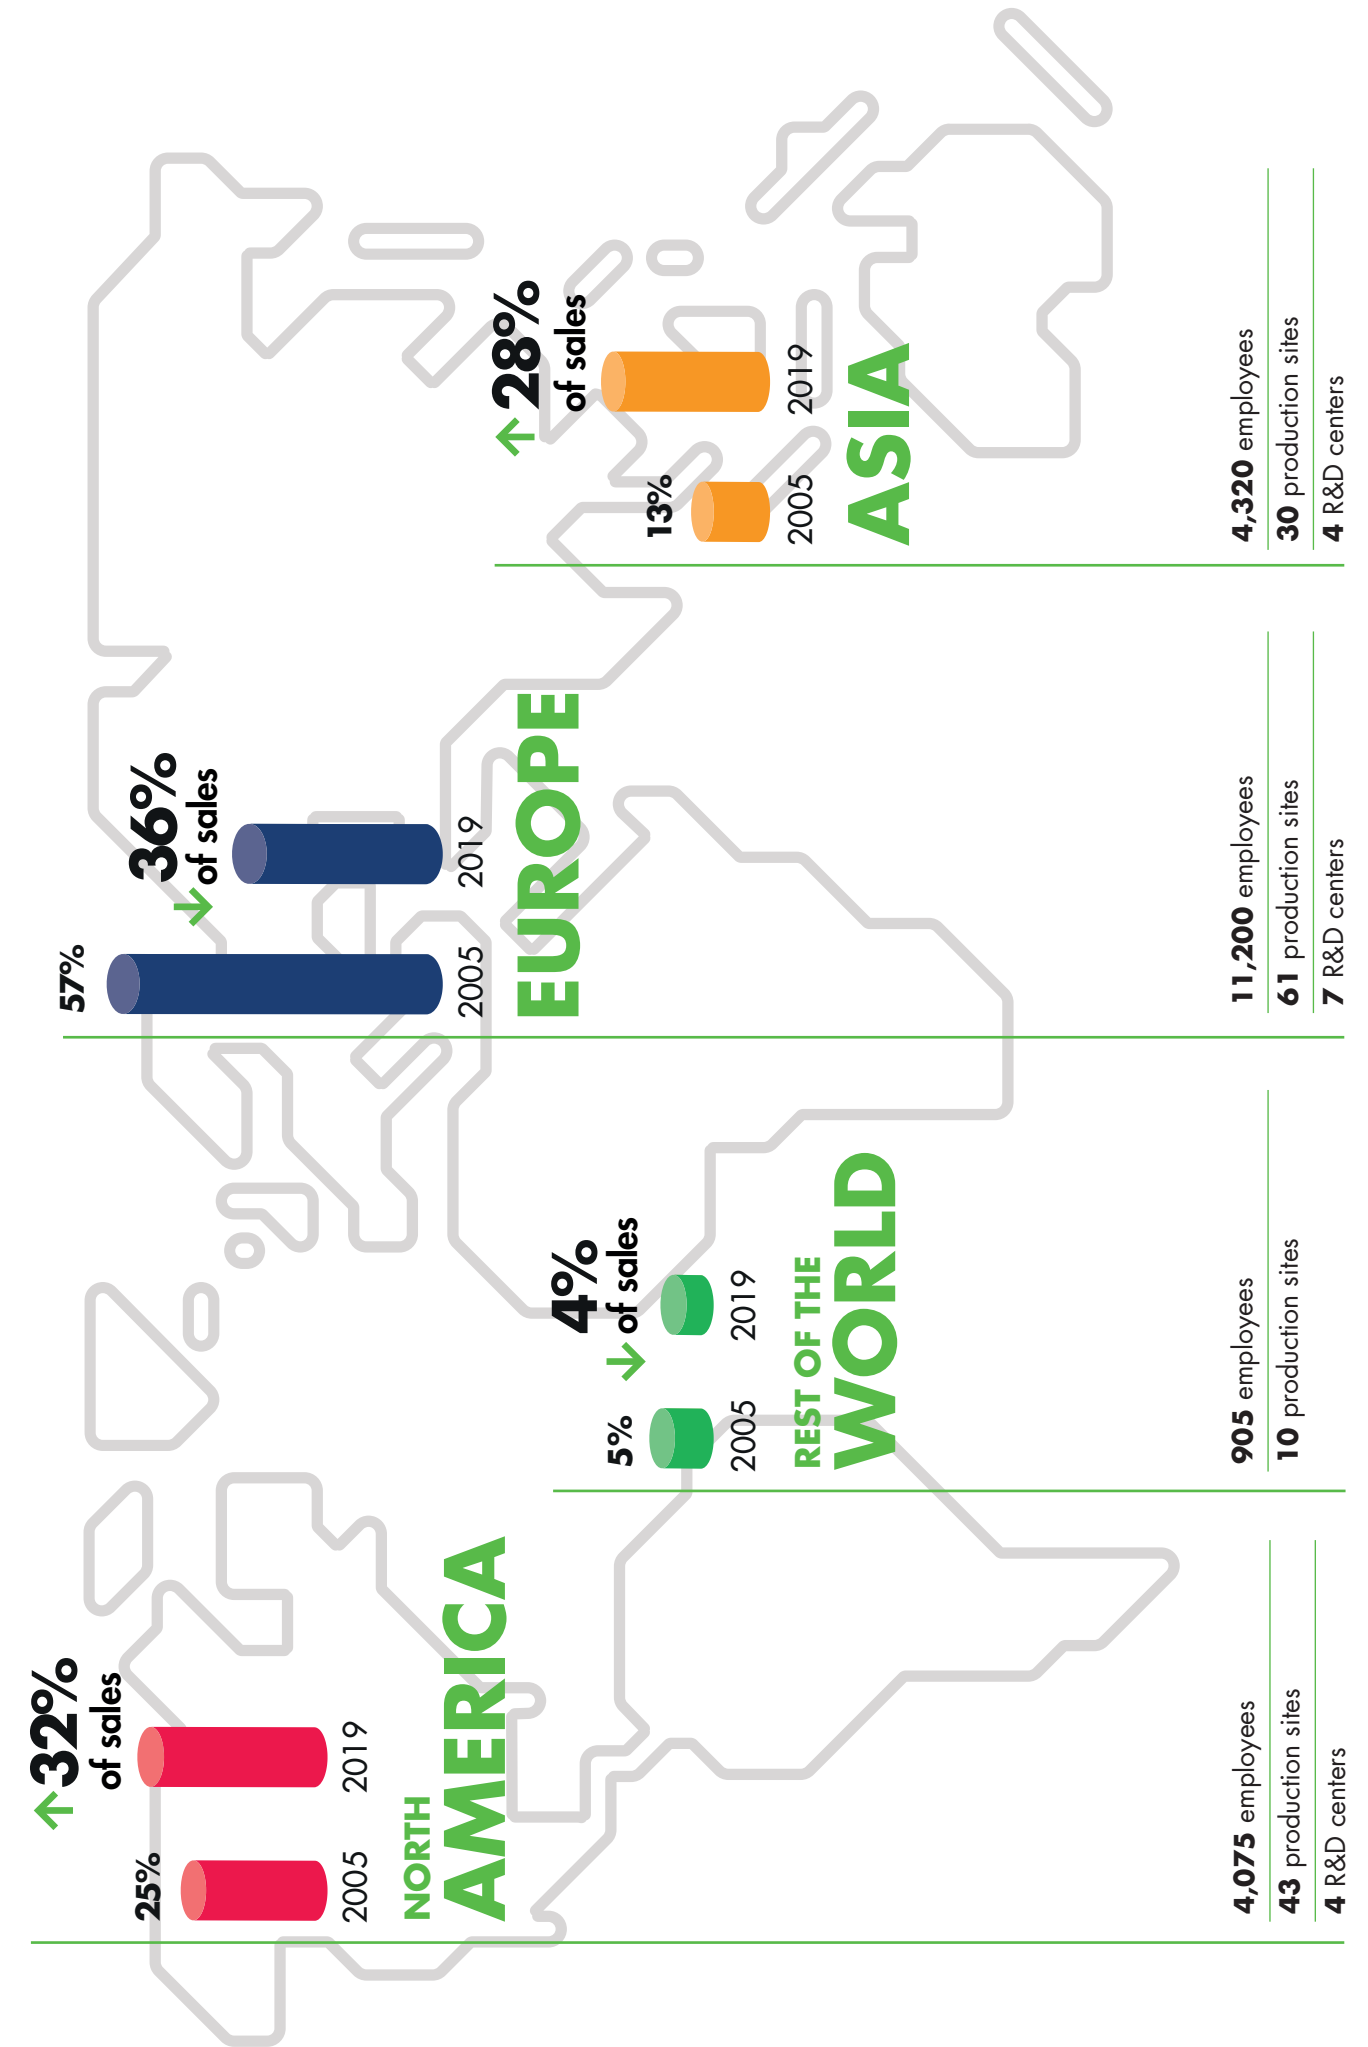 32%
of sales
25%
2005
2019
NORTH
AMERICA
4,075 employees
43 production sites
4 R&D centers
4%
of sales
5%
2005
2019
REST OF THE
WORLD
905 employees
10 production sites
57%
36%
of sales
2005
2019
EUROPE
11,200 employees
61 production sites
7 R&D centers
28%
of sales
13%
2005
2019
ASIA
4,320 employees
30 production sites
4 R&D centers